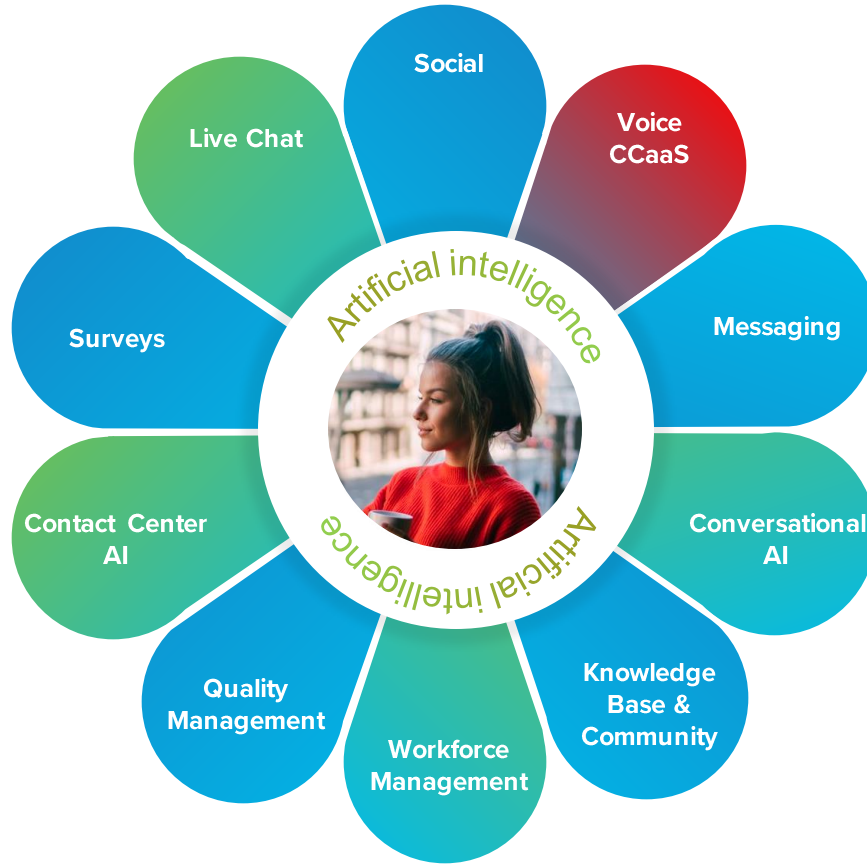 Social
Voice
CCaaS
Live Chat
Messaging
Surveys
Artificial intelligence
Contact Center
AI
Conversational
AI
Artificial intelligence
Quality
Management
Knowledge
Base &
Community
Workforce
Management